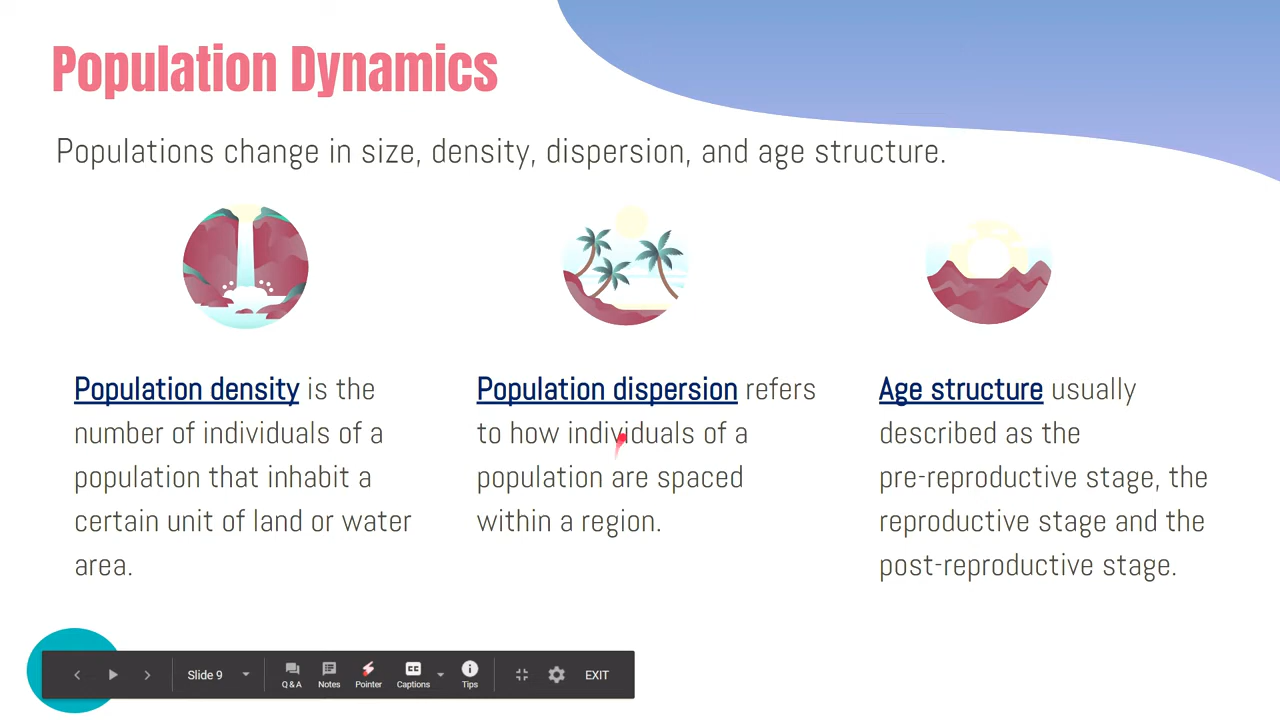 Population Dynamics
Populations change in size, density, dispersion, and age structure.
Population density is the
number of individuals of a
population that inhabit a
certain unit of land or water
area.
Population dispersion refers
to how individuals of a
population are spaced
within a region.
Age structure usually
described as the
pre-reproductive stage, the
reproductive stage and the
post-reproductive stage.
Slide 9
Q & A
Notes
Pointer
CC
Captions
Tips
EXIT